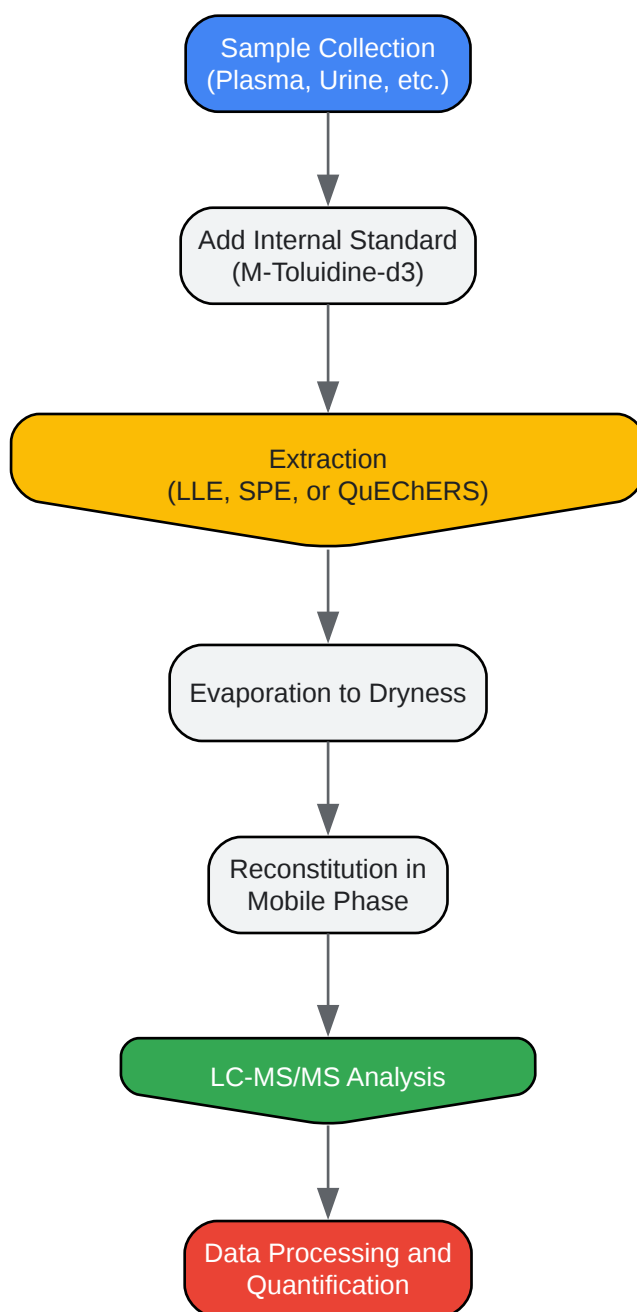 Sample Collection
(Plasma, Urine, etc.)
Add Internal Standard
(M-Toluidine-d3)
Extraction
(LLE, SPE, or QuEChERS)
Evaporation to Dryness
Reconstitution in
Mobile Phase
LC-MS/MS Analysis
Data Processing and
Quantification